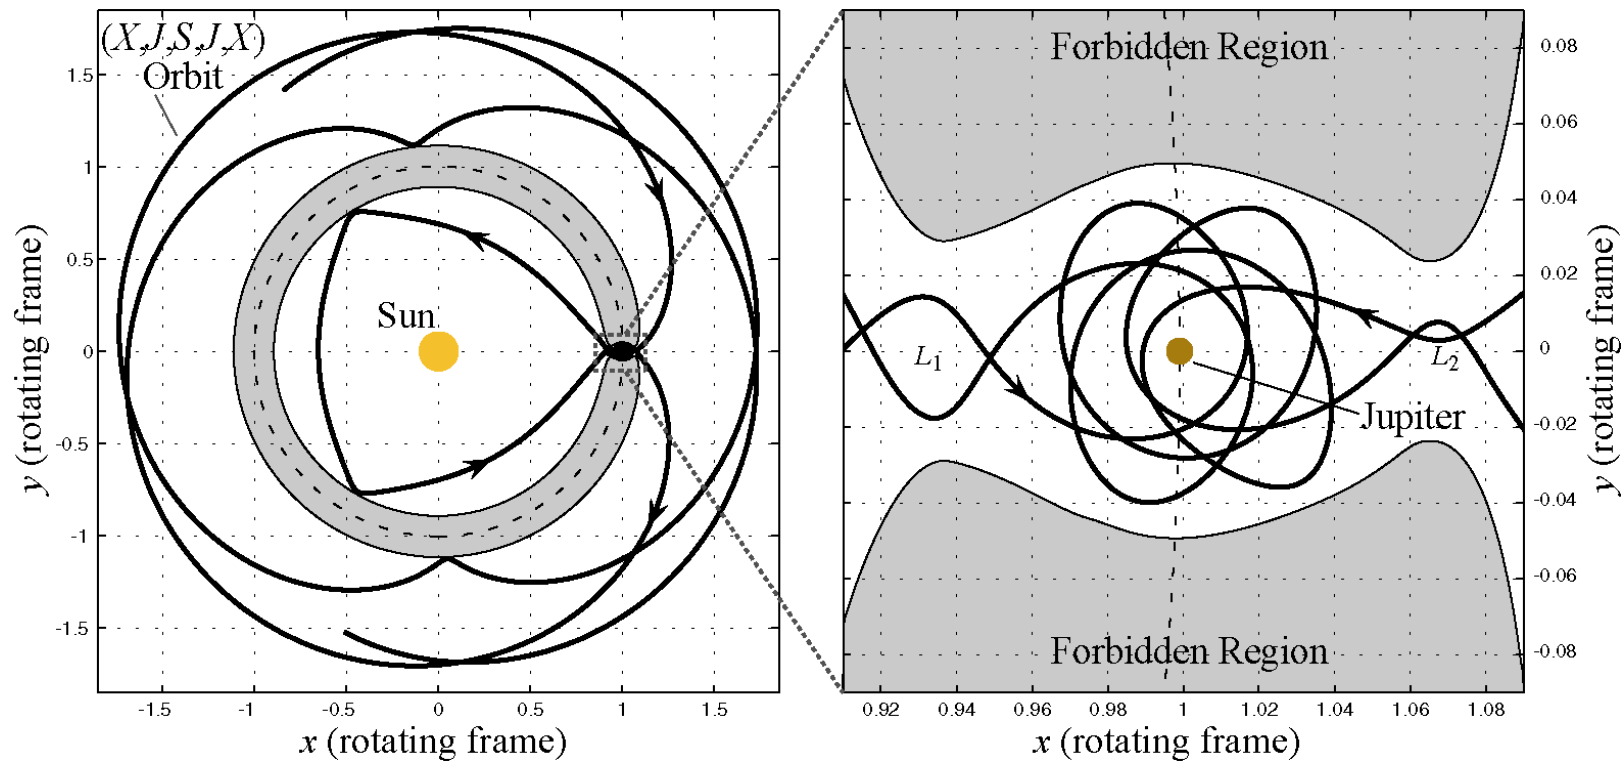 (X,J,S,J,X)
Orbit
Sun
1.5
1
0.5
0
-0.5
-1
-1.5
-1.5
-1
-0.5
0
0.5
1
1.5
x (rotating frame)
y (rotating frame)
Forbidden Region
L1
L2
Jupiter
Forbidden Region
0.08
0.06
0.04
0.02
0
-0.02
-0.04
-0.06
-0.08
0.92
0.94
0.96
0.98
1
1.02
1.04
1.06
1.08
x (rotating frame)
y (rotating frame)